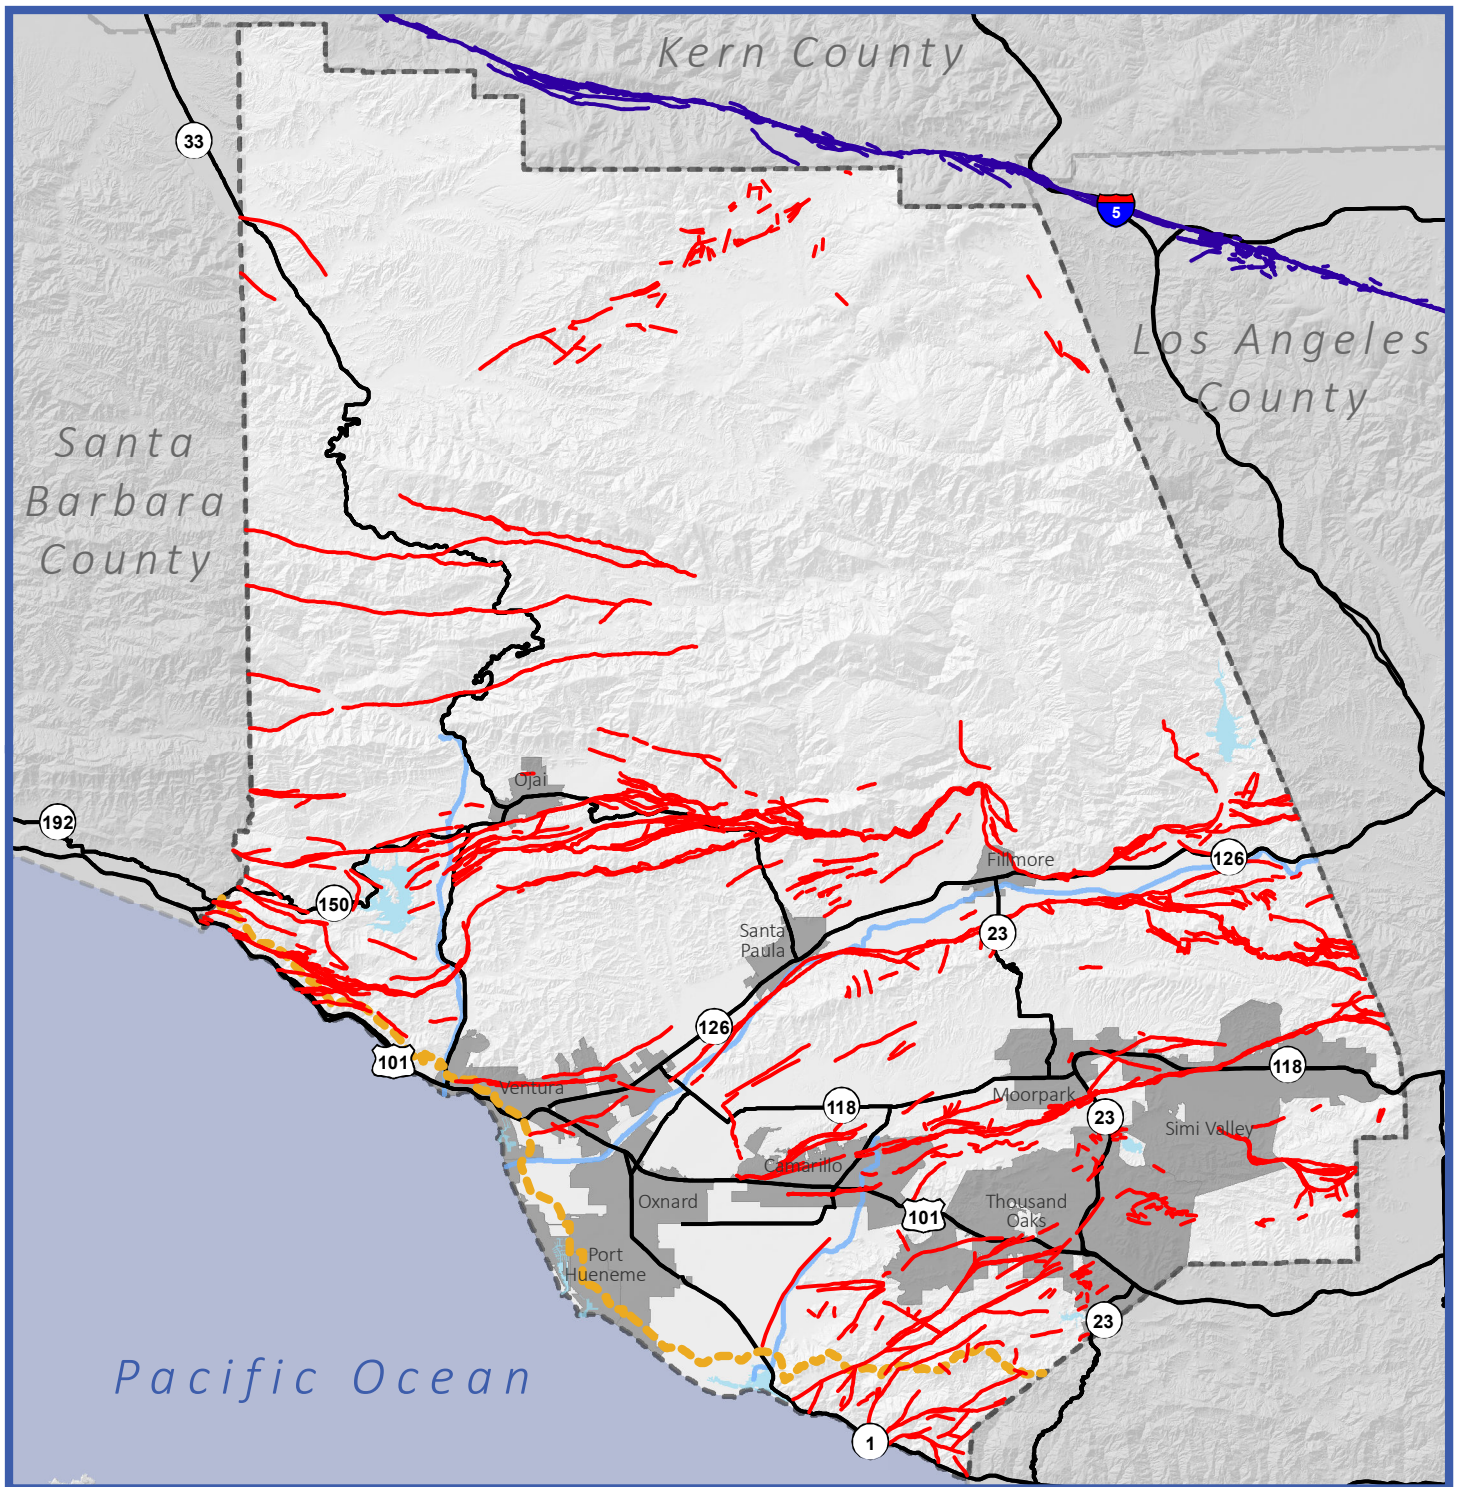 Kern County
33
5
Los Angeles
County
Santa
Barbara
County
Ojai
192
Fillmore
126
150
Santa
Paula
23
126
101
118
Ventura
Moorpark
118
23
Simi Valley
Camarillo
Oxnard
Thousand
Oaks
101
Port
Hueneme
23
Pacific Ocean
1